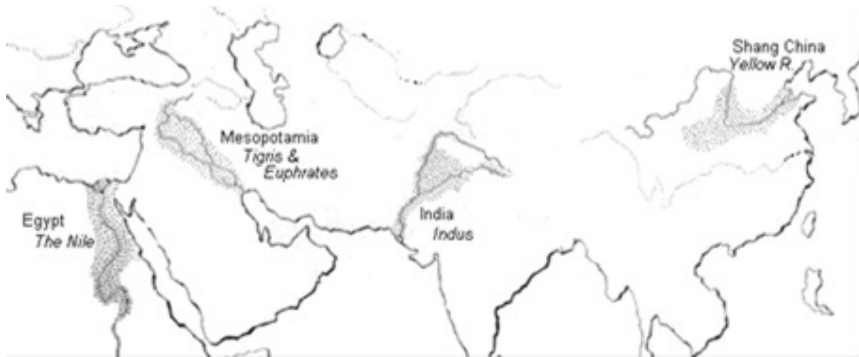 Shang China
Yellow R.
Mesopotamia
Tigris &
Euphrates
Egypt
The Nile
India
Indus